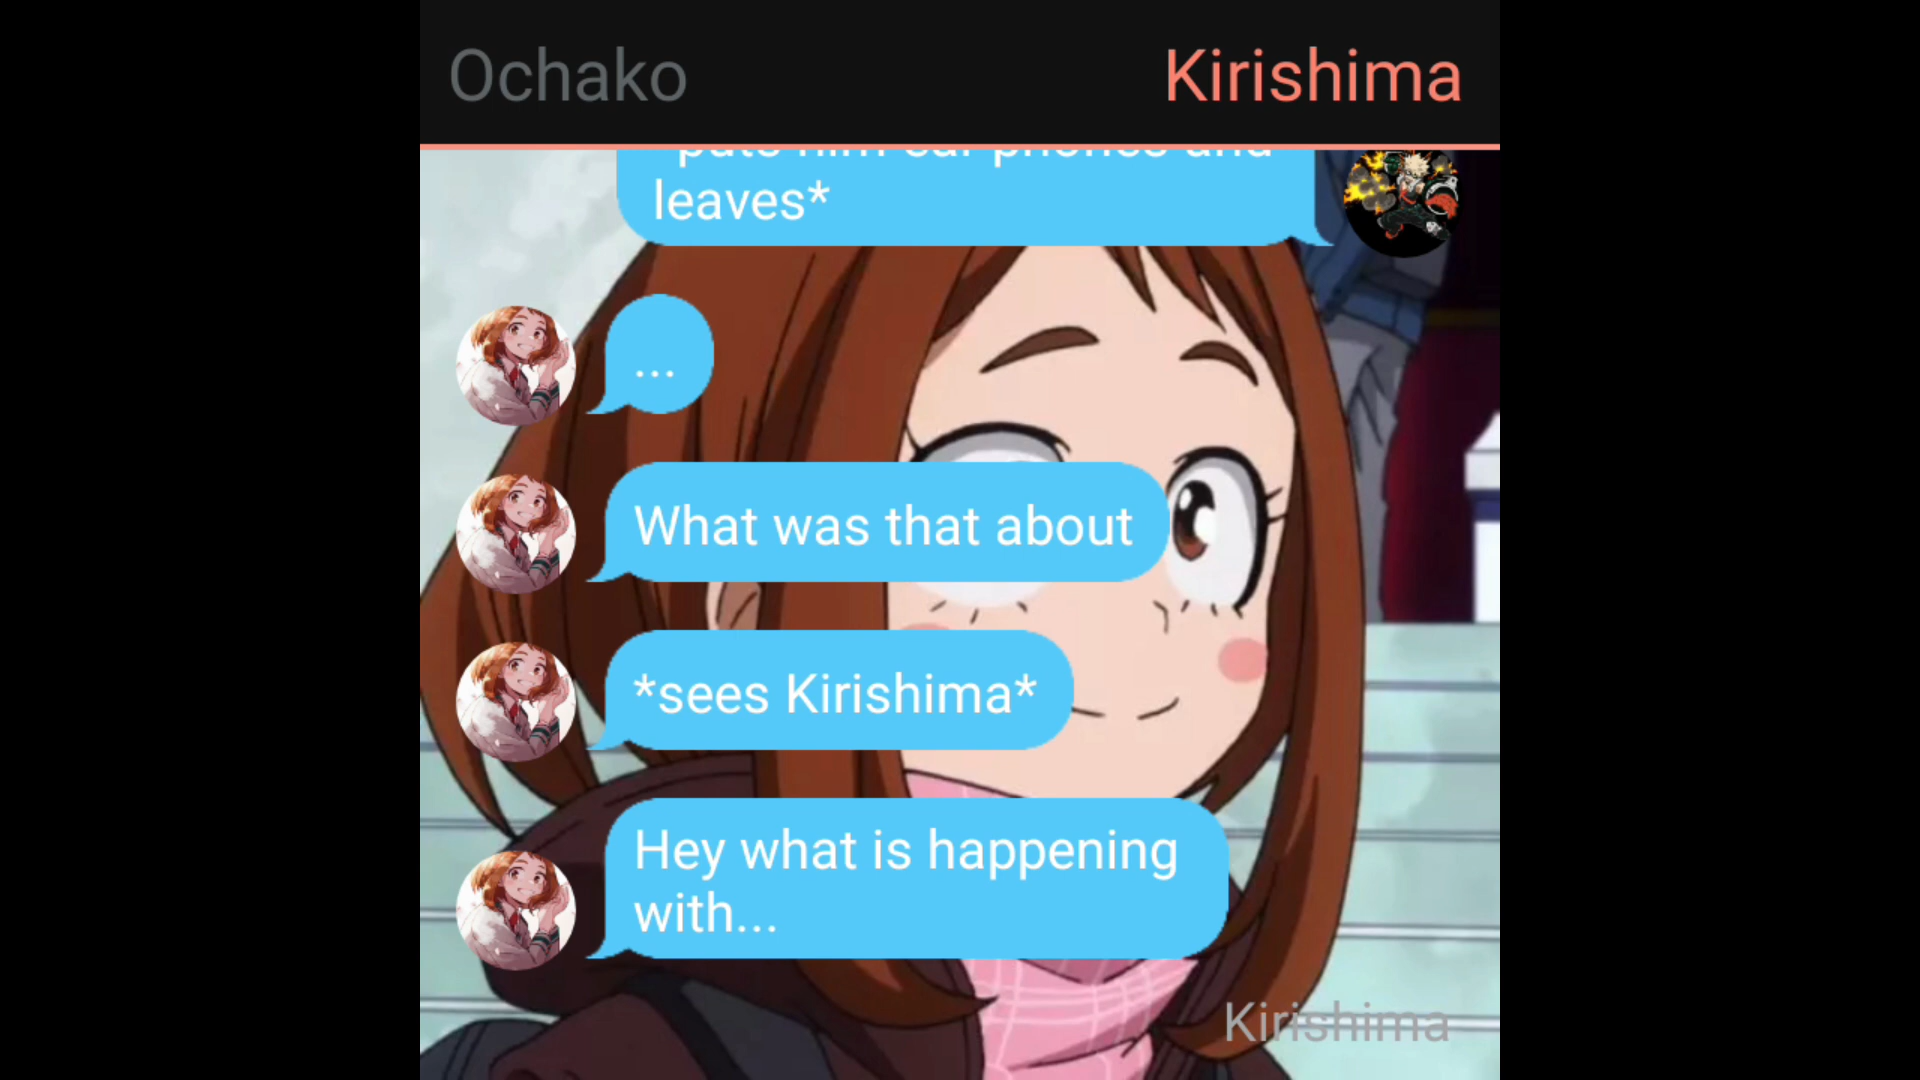 Ochako
Kirishima
leaves*
...
What was that about
*sees Kirishima*
Hey what is happening
with...
Kirishima